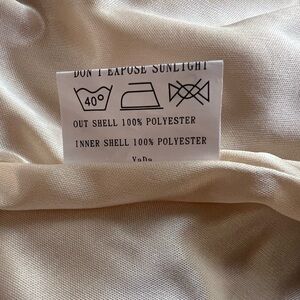 DON'T EXPOSE SUNLIGHT
40°
OUT SHELL 100% POLYESTER
INNER SHELL 100% POLYESTER